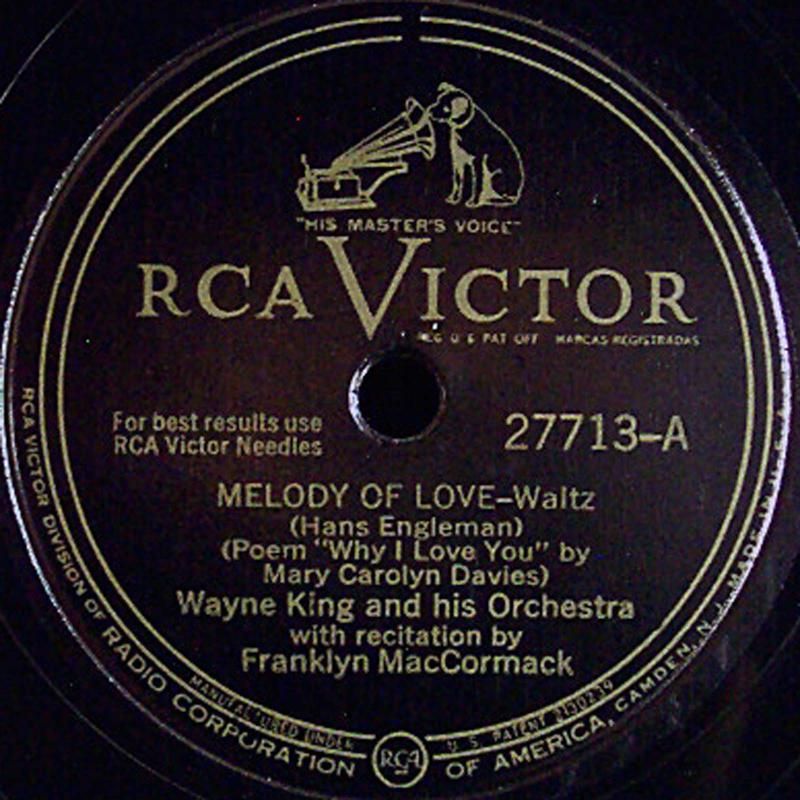 "HIS MASTER'S VOICE"
RCA VICTOR
REG U S PAT OFF MARCAS REGISTRADAS
For best results use
RCA Victor Needles
27713-A
MELODY OF LOVE-Waltz
(Hans Engleman)
(Poem "Why I Love You" by
Mary Carolyn Davies)
Wayne King and his Orchestra
with recitation by
Franklyn MacCormack
MANUFACTURED UNDER U. S. PATENT
RCA VICTOR DIVISION OF RADIO CORPORATION OF AMERICA, CAMDEN, N. J. MADE IN U.S.A.
RCA